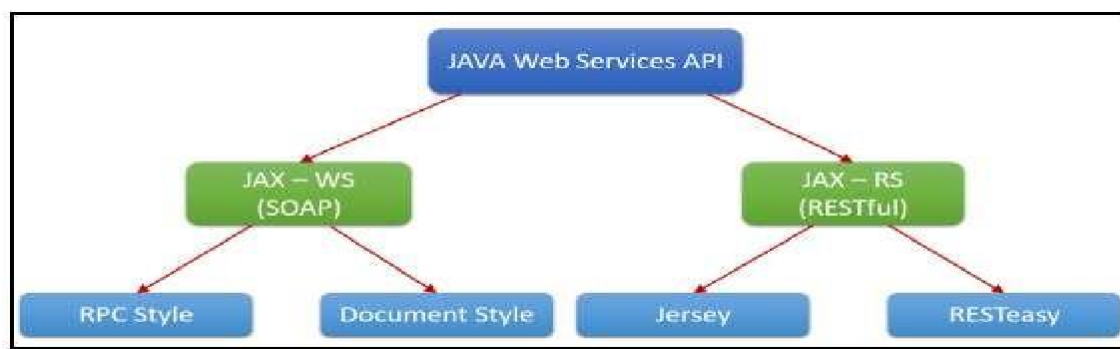 JAVA Web Services API
JAX – WS
(SOAP)
JAX – RS
(RESTful)
RPC Style
Document Style
Jersey
RESTeasy